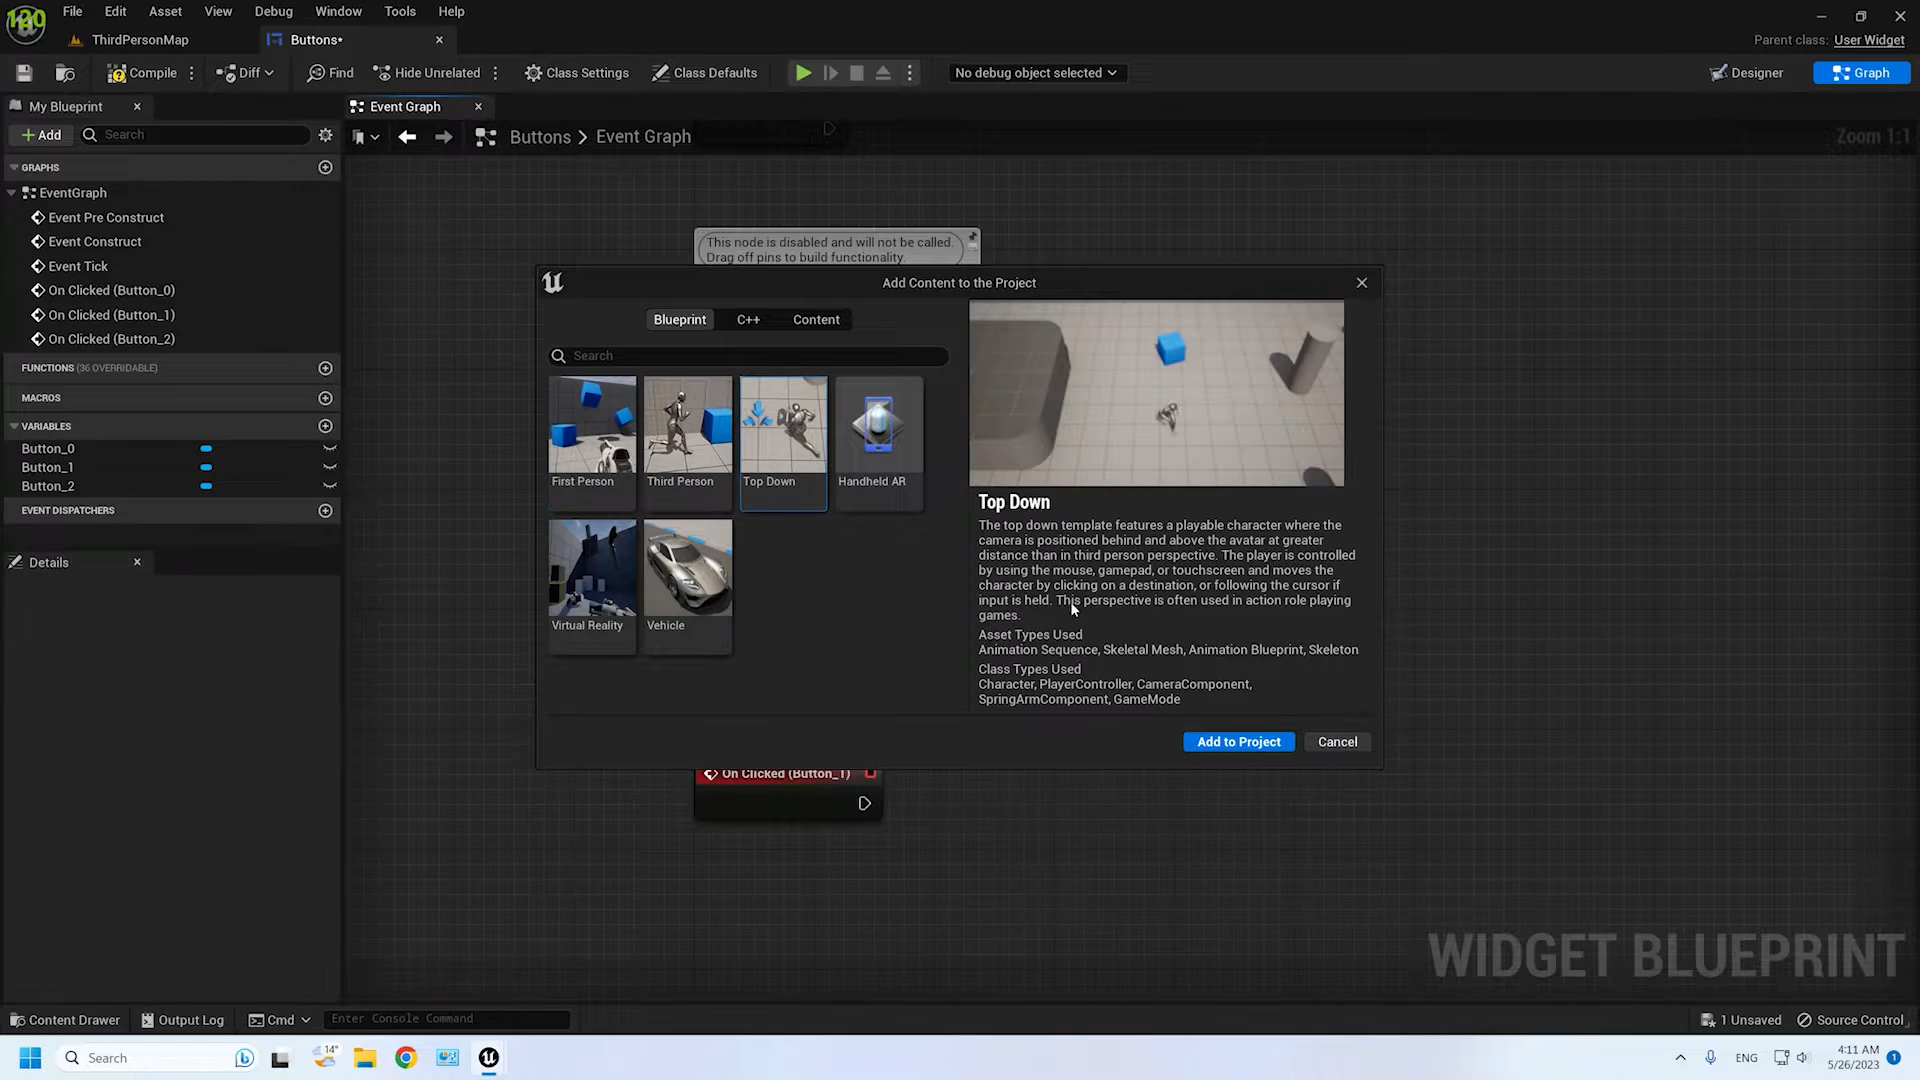 120
File Edit Asset View Debug Window Tools Help
ThirdPersonMap
Buttons*
Parent class: User Widget
Compile
Diff
Find
Hide Unrelated
Class Settings
Class Defaults
No debug object selected
Designer
Graph
My Blueprint
Event Graph
Add
Search
Buttons > Event Graph
Zoom 1:1
GRAPHS
EventGraph
Event Pre Construct
Event Construct
Event Tick
On Clicked (Button_0)
On Clicked (Button_1)
On Clicked (Button_2)
FUNCTIONS (36 OVERRIDABLE)
MACROS
VARIABLES
Button_0
Button_1
Button_2
EVENT DISPATCHERS
Details
This node is disabled and will not be called.
Drag off pins to build functionality.
Add Content to the Project
Blueprint
C++
Content
Search
First Person
Third Person
Top Down
Handheld AR
Virtual Reality
Vehicle
Top Down
The top down template features a playable character where the
camera is positioned behind and above the avatar at greater
distance than in third person perspective. The player is controlled
by using the mouse, gamepad, or touchscreen and moves the
character by clicking on a destination, or following the cursor if
input is held. This perspective is often used in action role playing
games.
Asset Types Used
Animation Sequence, Skeletal Mesh, Animation Blueprint, Skeleton
Class Types Used
Character, PlayerController, CameraComponent,
SpringArmComponent, GameMode
Add to Project
Cancel
On Clicked (Button_1)
WIDGET BLUEPRINT
Content Drawer
Output Log
Cmd
Enter Console Command
1 Unsaved
Source Control
Search
14°
ENG
4:11 AM
5/26/2023
1